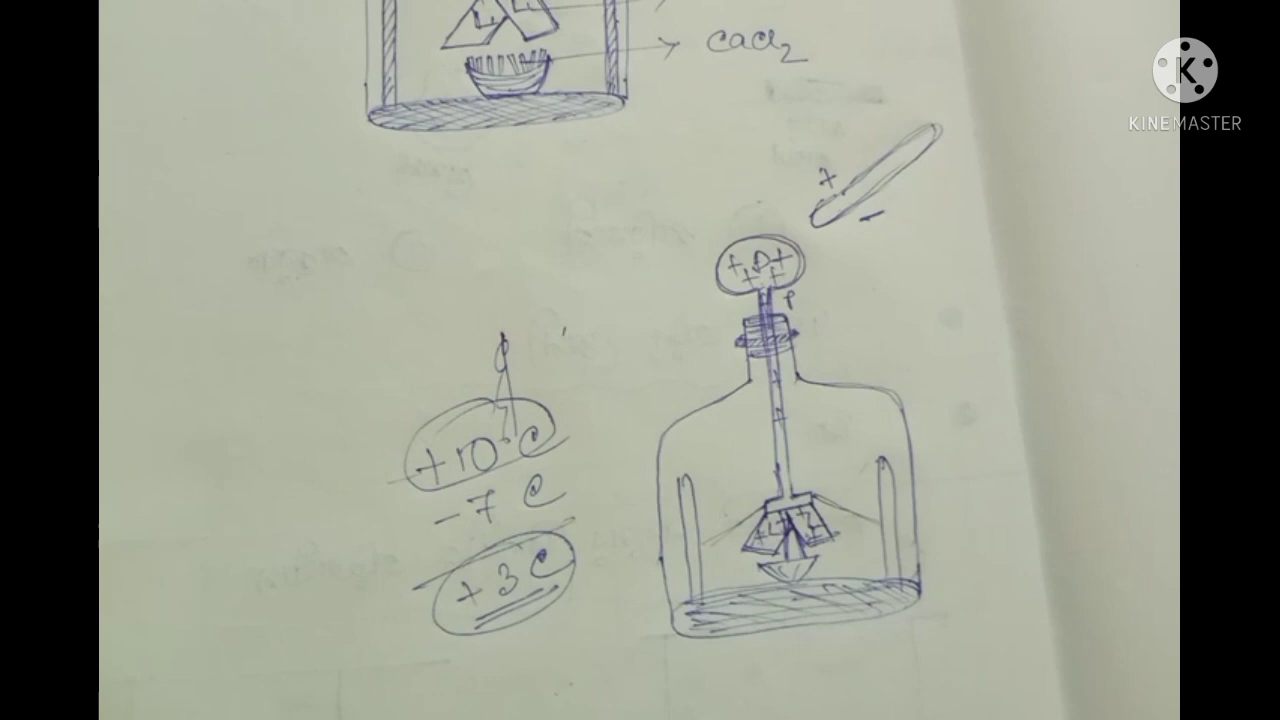 CaCl2
KINEMASTER
+
-
+ D +
+ +
P
+10 C
-7 C
+3 C